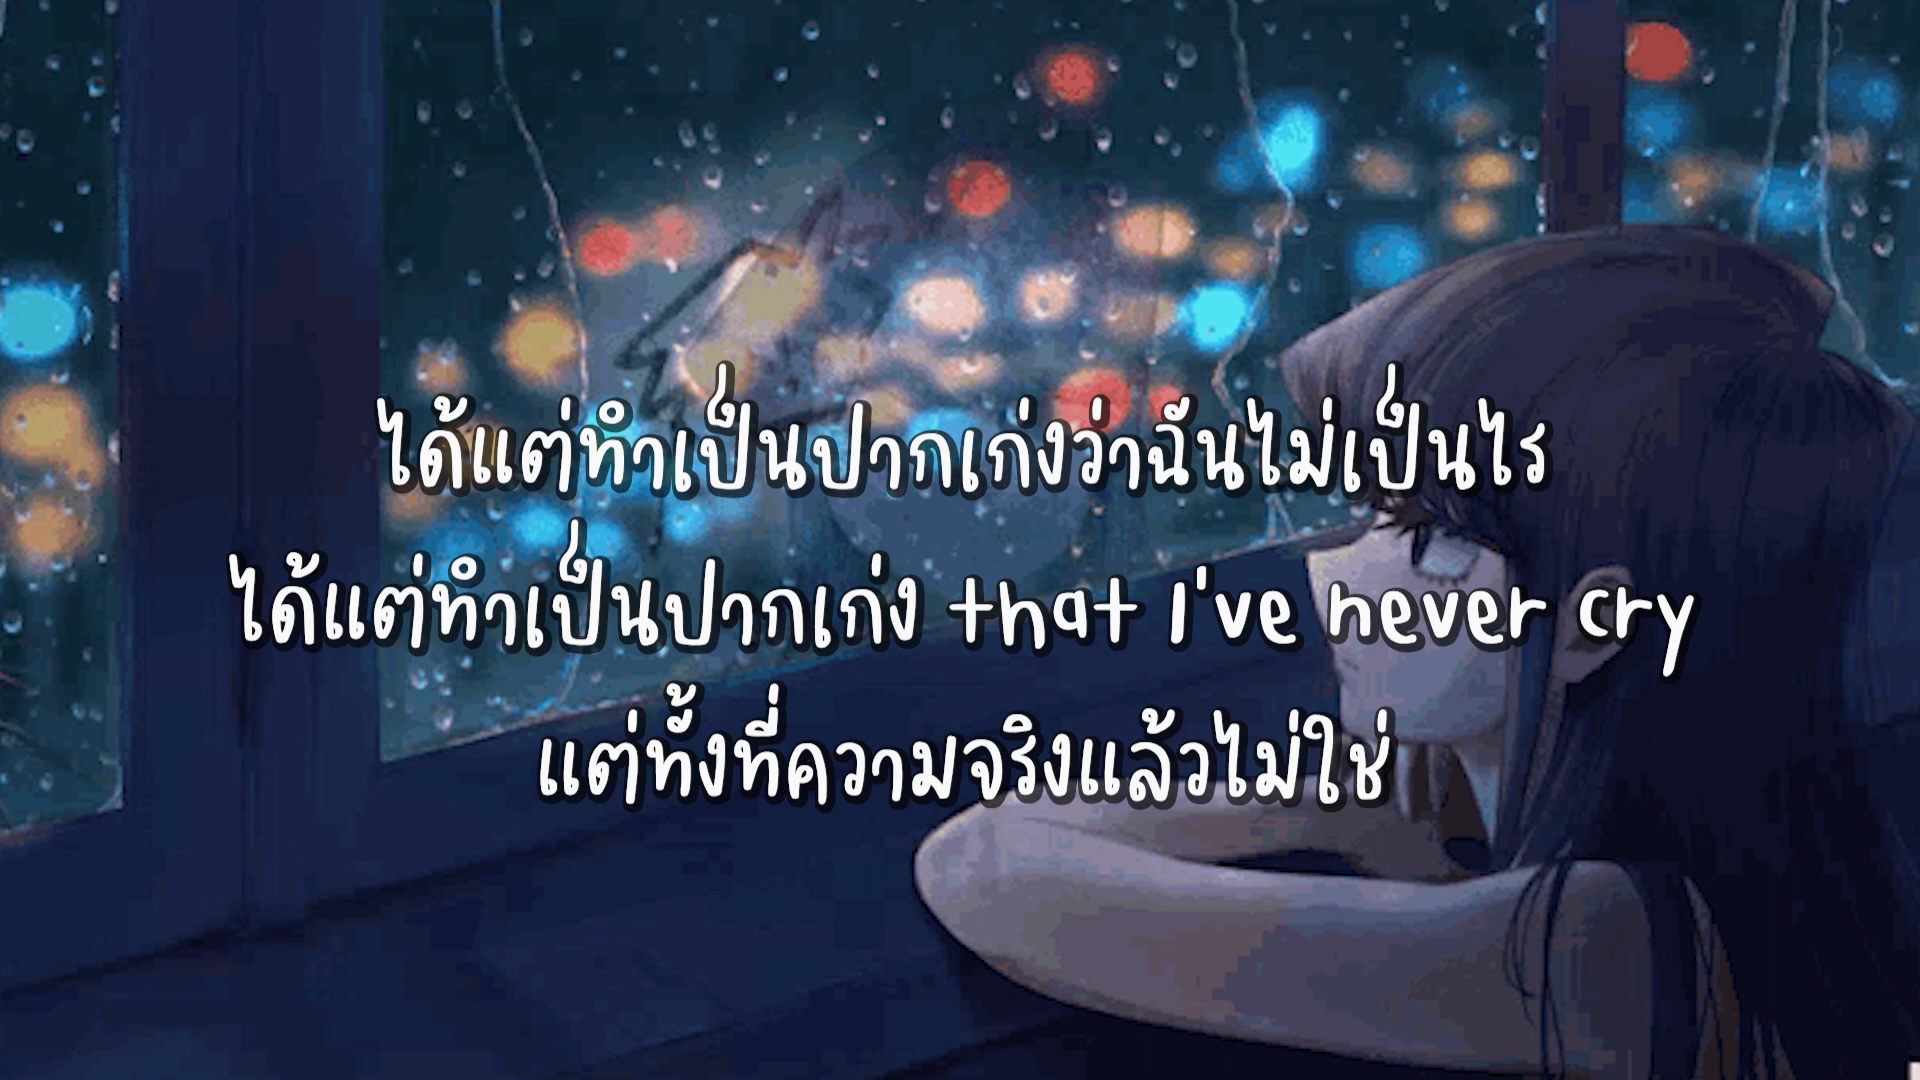 ได้แต่ทำเป็นปากเก่งว่าฉันไม่เป็นไร
ได้แต่ทำเป็นปากเก่ง that I've never cry
แต่ทั้งที่ความจริงแล้วไม่ใช่